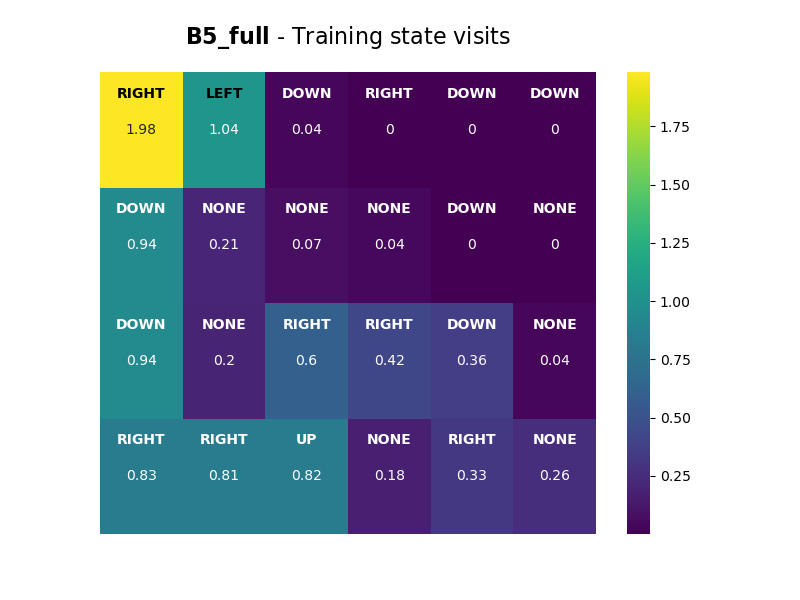 B5_full - Training state visits
RIGHT LEFT DOWN RIGHT DOWN DOWN
1.98 1.04 0.04 0 0 0
DOWN NONE NONE NONE DOWN NONE
0.94 0.21 0.07 0.04 0 0
DOWN NONE RIGHT RIGHT DOWN NONE
0.94 0.2 0.6 0.42 0.36 0.04
RIGHT RIGHT UP NONE RIGHT NONE
0.83 0.81 0.82 0.18 0.33 0.26
1.75
1.50
1.25
1.00
0.75
0.50
0.25